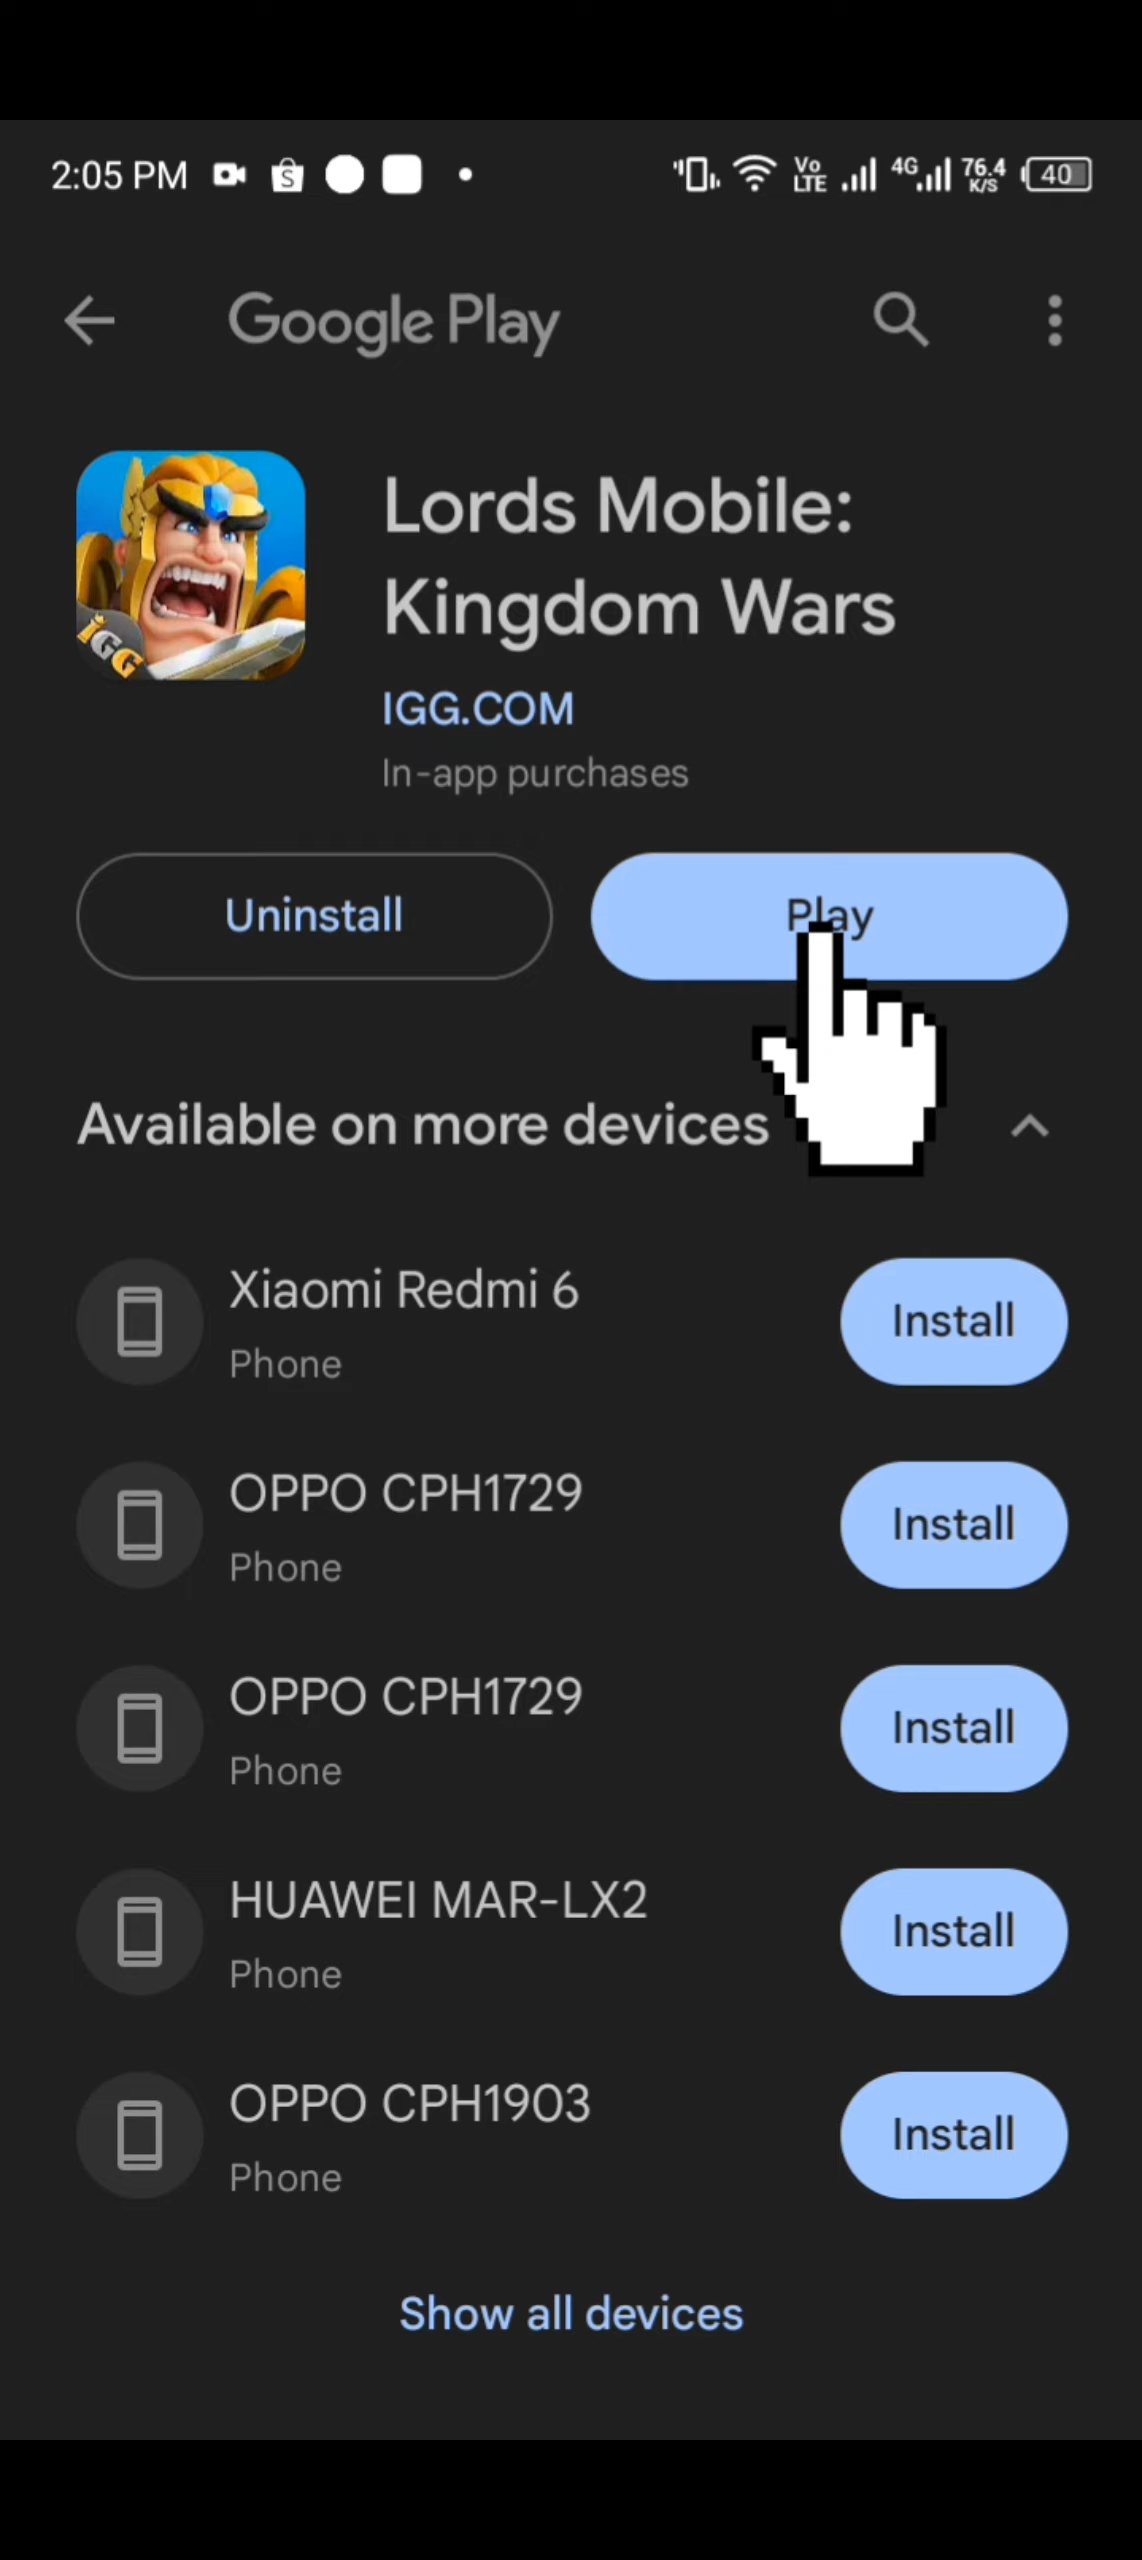 2:05 PM
Vo LTE 4G 76.4 K/S 40
Google Play
Lords Mobile:
Kingdom Wars
IGG.COM
In-app purchases
IGG
Uninstall
Play
Available on more devices
Xiaomi Redmi 6
Phone
Install
OPPO CPH1729
Phone
Install
OPPO CPH1729
Phone
Install
HUAWEI MAR-LX2
Phone
Install
OPPO CPH1903
Phone
Install
Show all devices